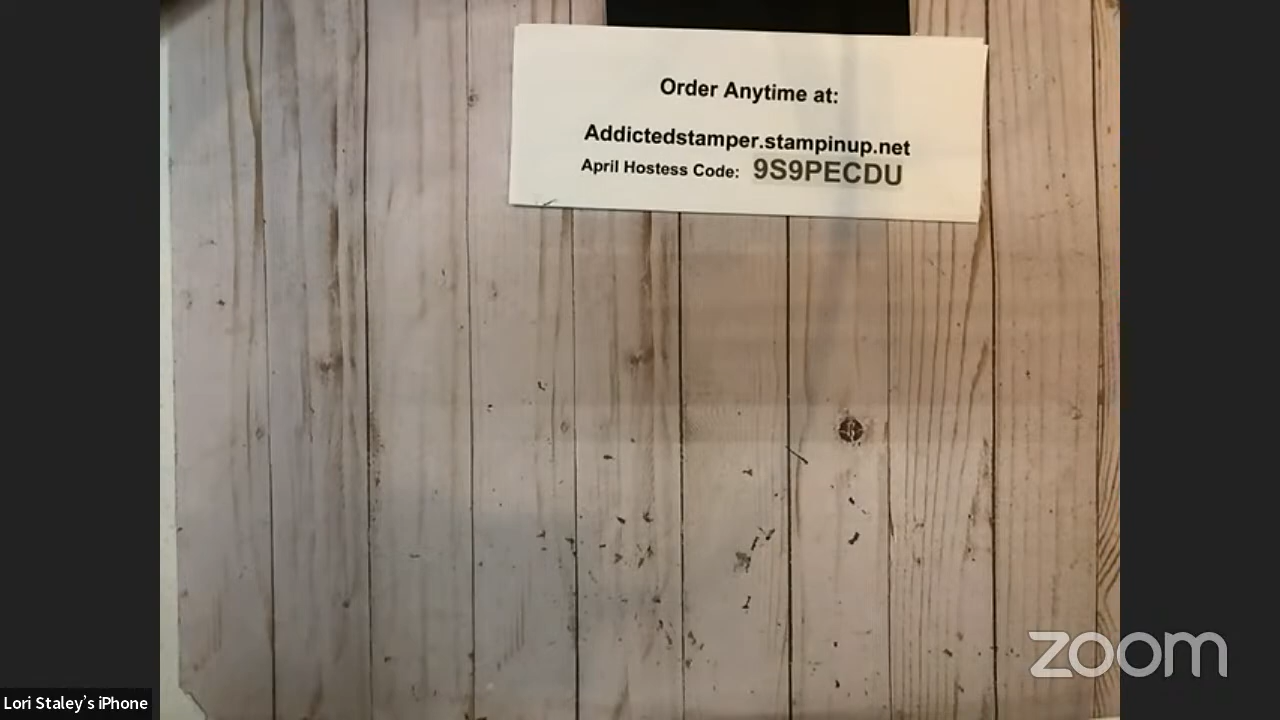 Order Anytime at:
Addictedstamper.stampinup.net
April Hostess Code: 9S9PECDU
zoom
Lori Staley's iPhone